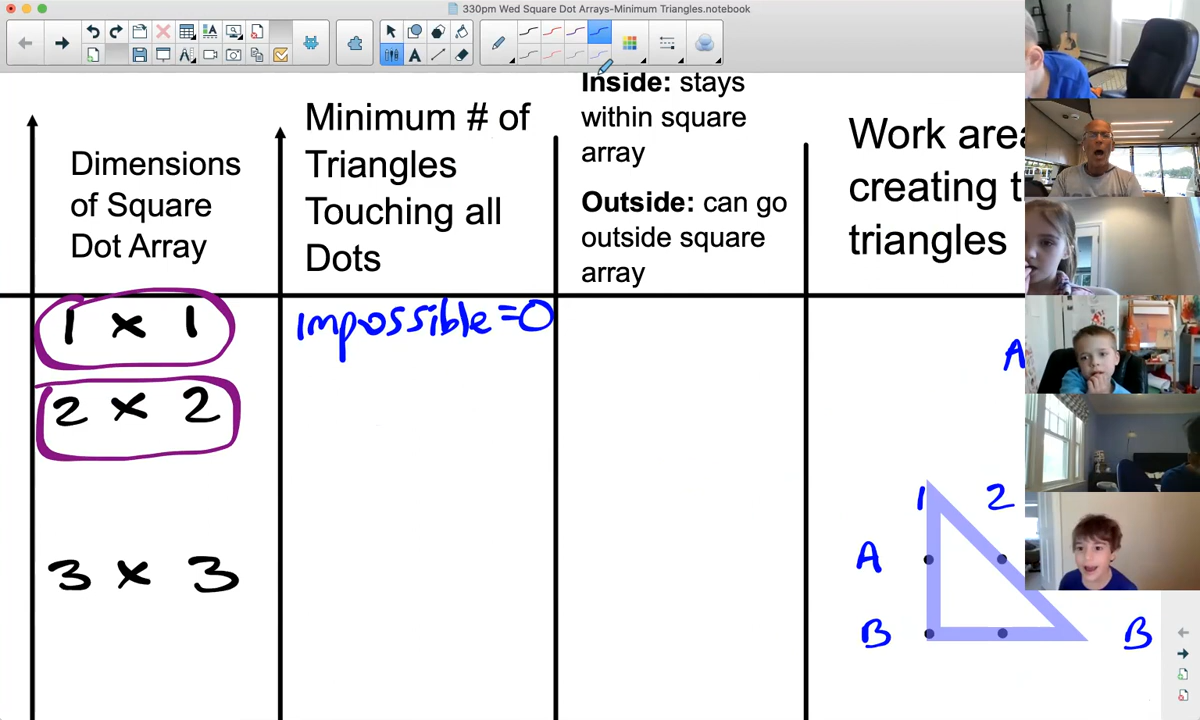 330pm Wed Square Dot Arrays-Minimum Triangles.notebook
Dimensions
of Square
Dot Array
Minimum # of
Triangles
Touching all
Dots
Inside: stays
within square
array
Outside: can go
outside square
array
Work area
creating t
triangles
1 x 1
impossible=0
A
2 x 2
1 2
A
3 x 3
B B